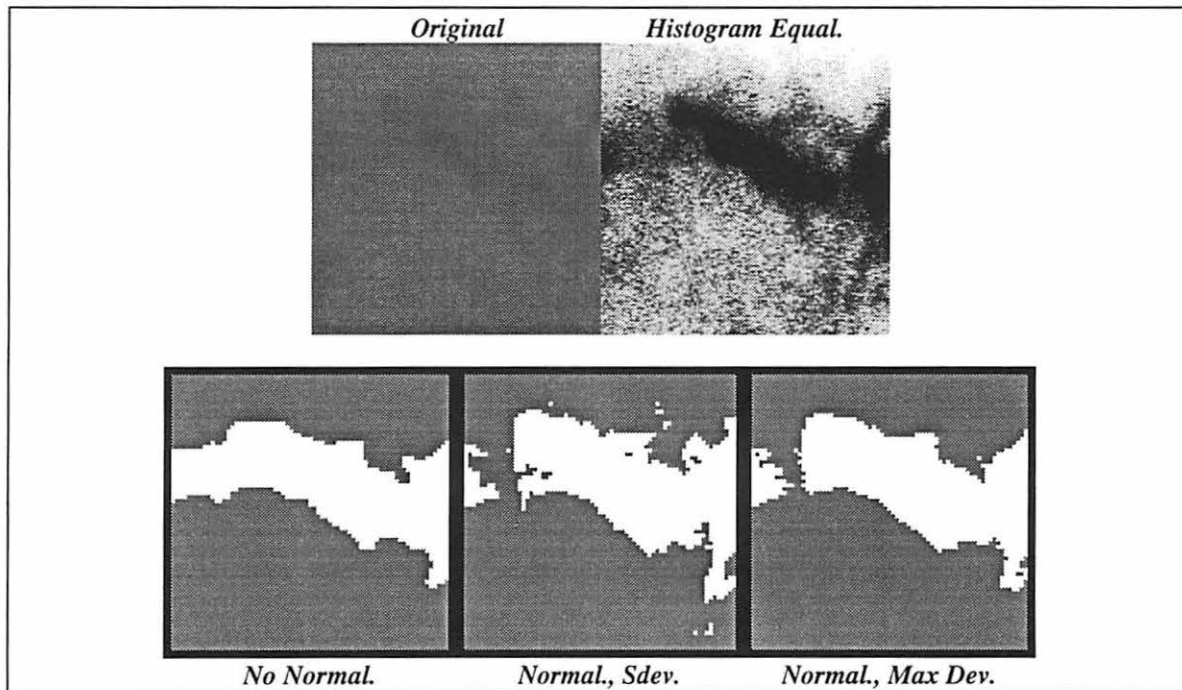 Original
Histogram Equal.
No Normal.
Normal., Sdev.
Normal., Max Dev.